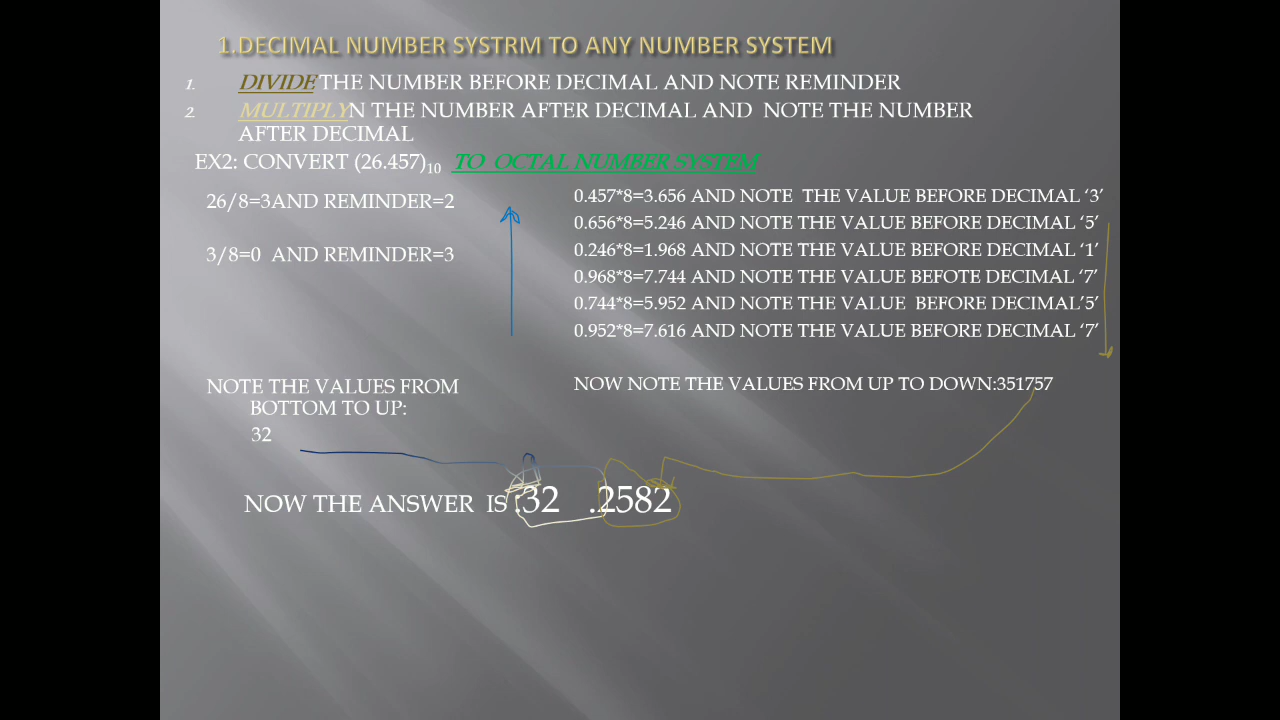 1.DECIMAL NUMBER SYSTRM TO ANY NUMBER SYSTEM
1. DIVIDE THE NUMBER BEFORE DECIMAL AND NOTE REMINDER
2. MULTIPLYN THE NUMBER AFTER DECIMAL AND NOTE THE NUMBER
AFTER DECIMAL
EX2: CONVERT (26.457)10 TO OCTAL NUMBER SYSTEM
26/8=3AND REMINDER=2
3/8=0 AND REMINDER=3
NOTE THE VALUES FROM
BOTTOM TO UP:
32
0.457*8=3.656 AND NOTE THE VALUE BEFORE DECIMAL ‘3’
0.656*8=5.246 AND NOTE THE VALUE BEFORE DECIMAL ‘5’
0.246*8=1.968 AND NOTE THE VALUE BEFORE DECIMAL ‘1’
0.968*8=7.744 AND NOTE THE VALUE BEFOTE DECIMAL ‘7’
0.744*8=5.952 AND NOTE THE VALUE BEFORE DECIMAL’5’
0.952*8=7.616 AND NOTE THE VALUE BEFORE DECIMAL ‘7’
NOW NOTE THE VALUES FROM UP TO DOWN:351757
NOW THE ANSWER IS :32 .2582